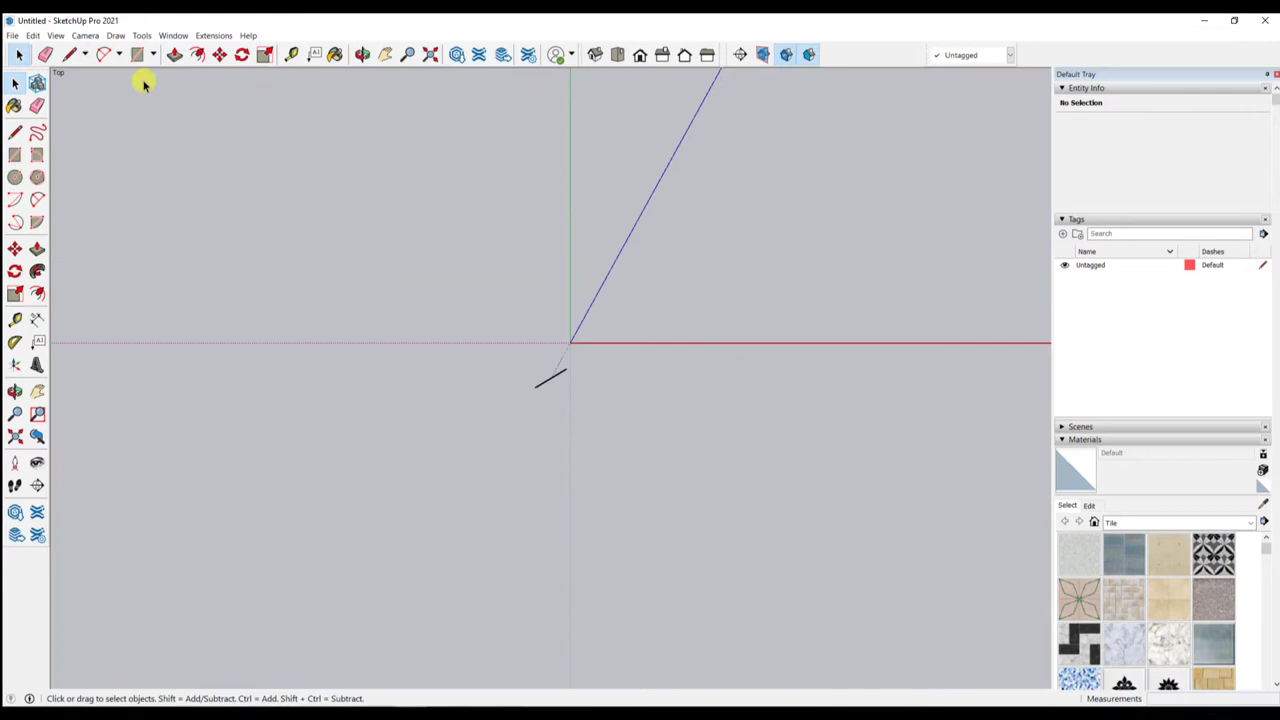 Untitled - SketchUp Pro 2021
File Edit View Camera Draw Tools Window Extensions Help
A1
Untagged
Top
Default Tray
Entity Info
No Selection
Tags
Search
Name Dashes
Untagged Default
A1
Scenes
Materials
Default
Select Edit
Tile
Click or drag to select objects. Shift = Add/Subtract. Ctrl = Add. Shift + Ctrl = Subtract.
Measurements